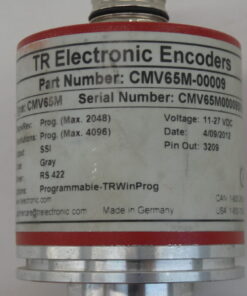 TR Electronic Encoders
Part Number: CMV65M-00009
CMV65M Serial Number: CMV65M0000
Prog. (Max. 2048) Voltage: 11-27 VDC
Prog. (Max. 4096) Date: 4/09/2012
SSI Pin Out: 3209
Gray
RS 422
Programmable-TRWinProg
Made in Germany